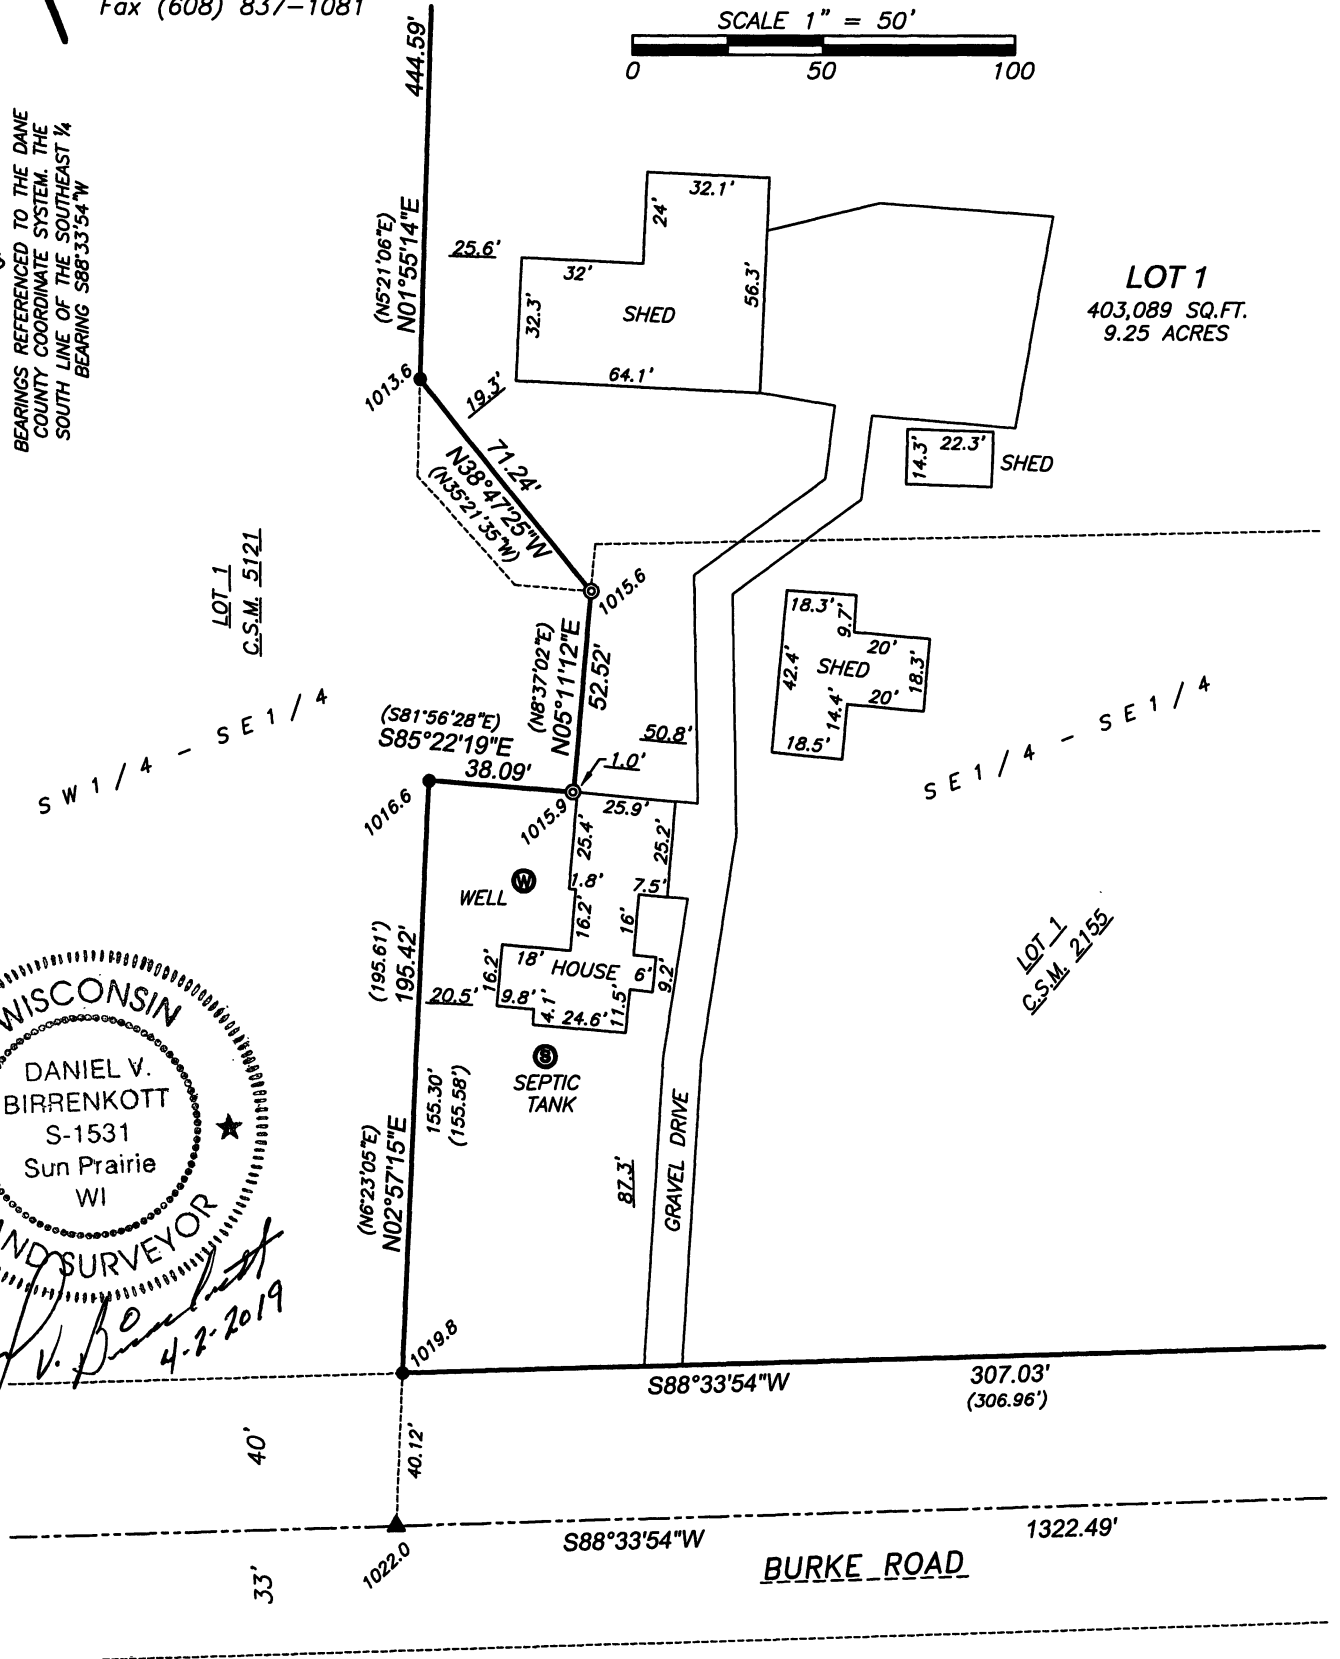 Fax (608) 837-1081
SCALE 1" = 50'
0 50 100
BEARINGS REFERENCED TO THE DANE
COUNTY COORDINATE SYSTEM. THE
SOUTH LINE OF THE SOUTHEAST ¼
BEARING S88°33'54"W
444.59'
(N5°21'06"E)
N01°55'14"E
25.6'
32.1'
24'
32'
32.3'
SHED
56.3'
64.1'
LOT 1
403,089 SQ.FT.
9.25 ACRES
1013.6
19.3'
71.24'
N38°47'25"W
(N35°21'35"W)
14.3'
22.3'
SHED
LOT 1
C.S.M. 5121
1015.6
(N8°37'02"E)
N05°11'12"E
52.52'
18.3'
9.7'
20'
42.4'
SHED
18.3'
14.4'
20'
18.5'
SW1/4 - SE1/4
SE1/4 - SE1/4
(S81°56'28"E)
S85°22'19"E
38.09'
50.8'
1.0'
1016.6
1015.9
25.9'
25.4'
25.2'
WELL
W
1.8'
7.5'
16.2'
16'
18'
HOUSE
6'
9.2'
16.2'
9.8'
4.1'
24.6'
11.5'
(195.61')
195.42'
20.5'
LOT 1
C.S.M. 2155
S
SEPTIC
TANK
155.30'
(155.58')
(N6°23'05"E)
N02°57'15"E
87.3'
GRAVEL DRIVE
WISCONSIN
DANIEL V.
BIRRENKOTT
S-1531
Sun Prairie
WI
ND SURVEYOR
V. Birrenkott
4-2-2019
1019.8
S88°33'54"W
307.03'
(306.96')
40'
40.12'
S88°33'54"W
1322.49'
1022.0
33'
BURKE ROAD